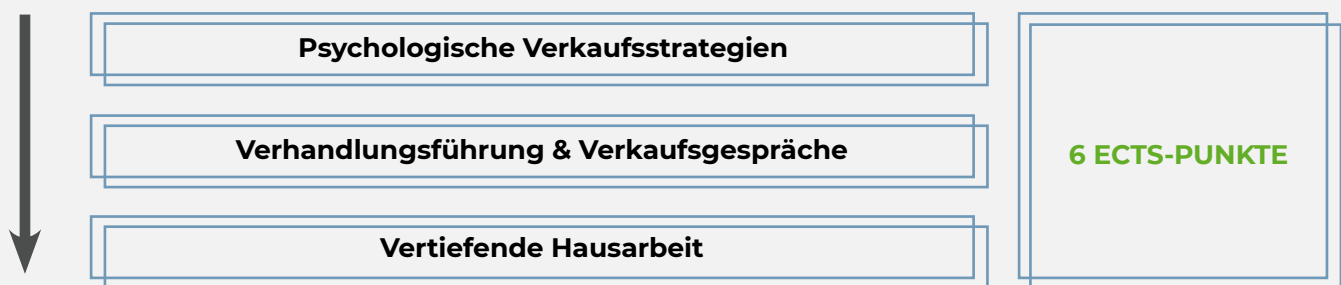 Psychologische Verkaufsstrategien
Verhandlungsführung & Verkaufsgespräche
6 ECTS-PUNKTE
Vertiefende Hausarbeit